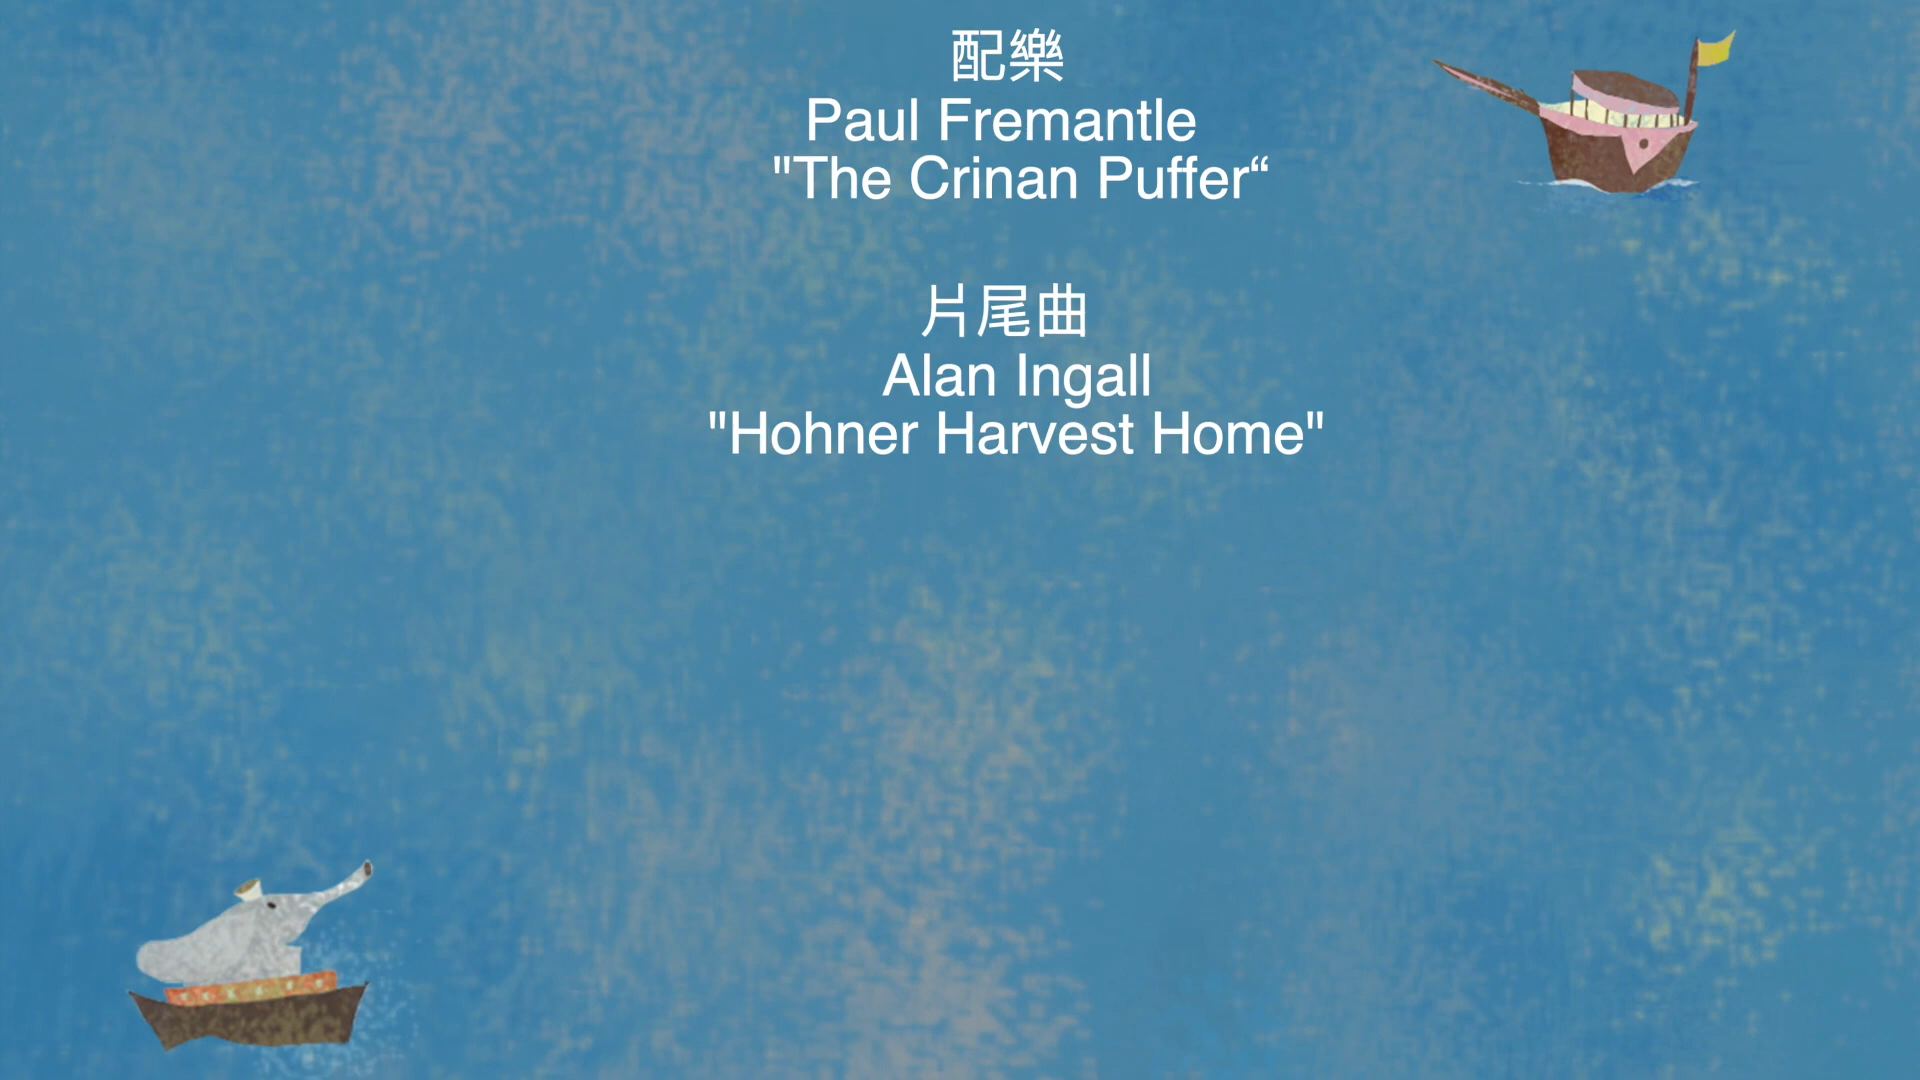 配樂
Paul Fremantle
"The Crinan Puffer“
片尾曲
Alan Ingall
"Hohner Harvest Home"